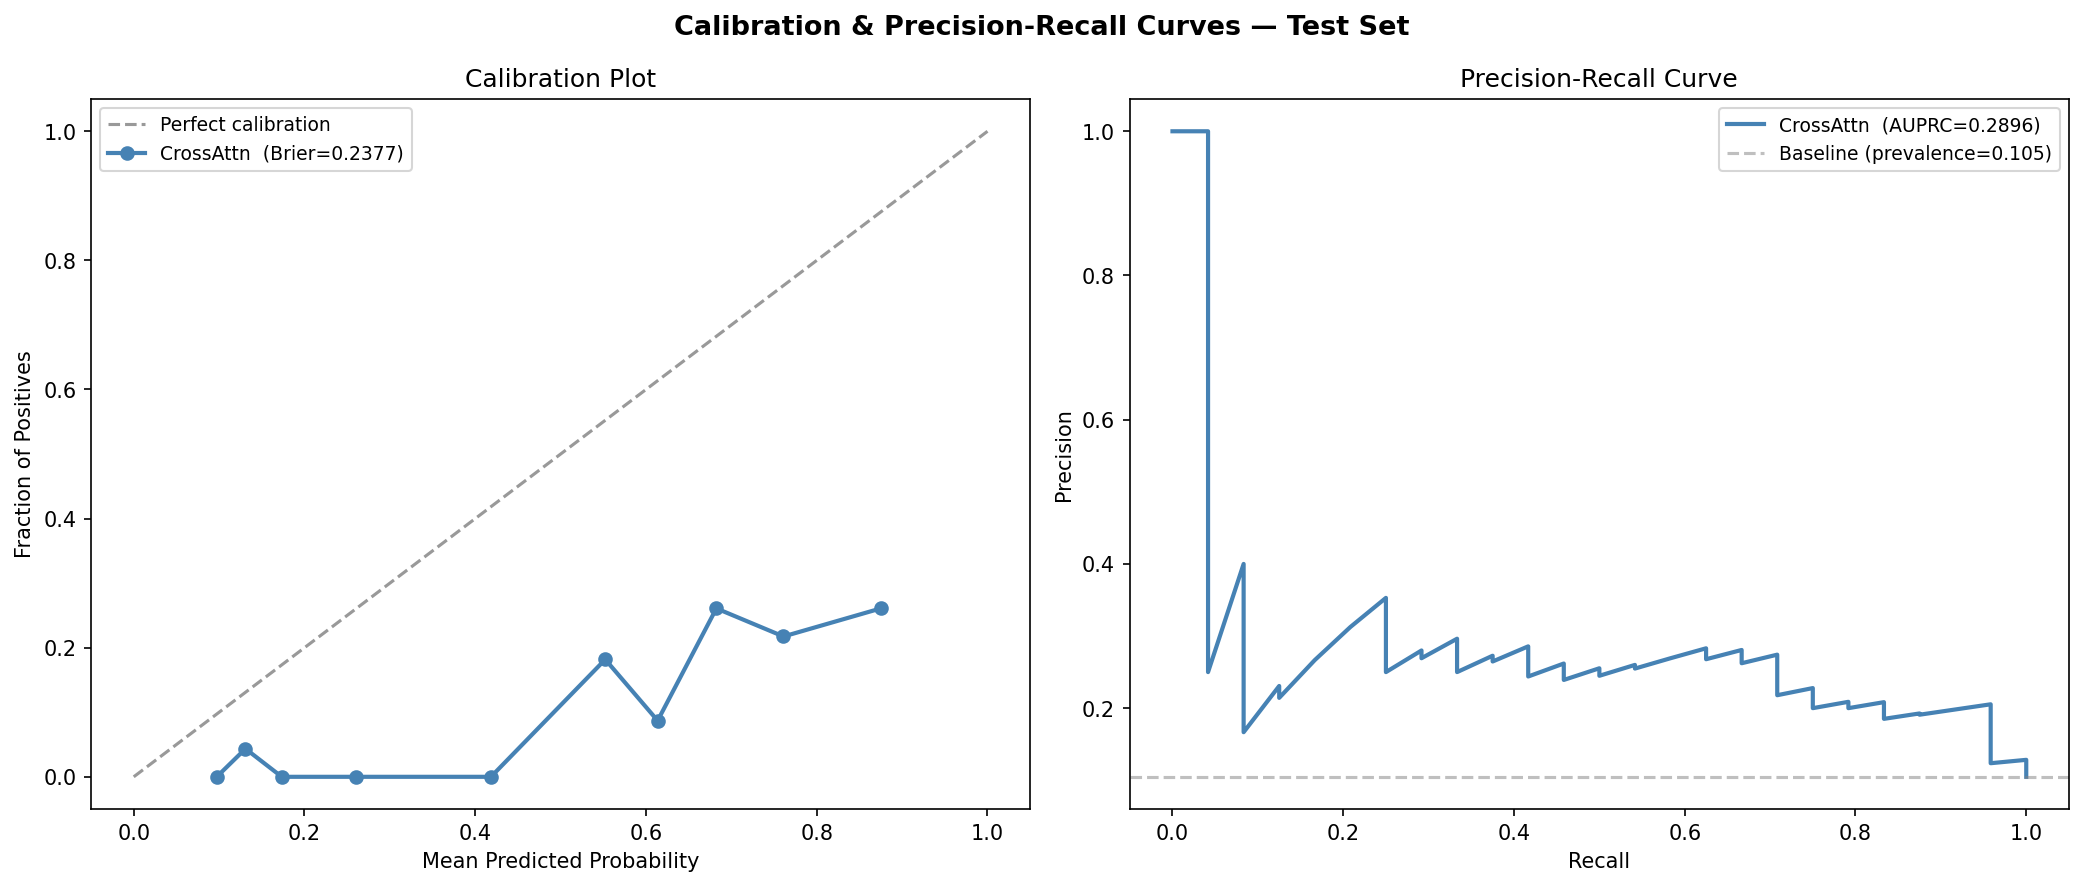 Calibration & Precision-Recall Curves — Test Set
Calibration Plot
Perfect calibration
CrossAttn (Brier=0.2377)
1.0
0.8
0.6
0.4
0.2
0.0
Fraction of Positives
0.0 0.2 0.4 0.6 0.8 1.0
Mean Predicted Probability
Precision-Recall Curve
CrossAttn (AUPRC=0.2896)
Baseline (prevalence=0.105)
1.0
0.8
0.6
0.4
0.2
Precision
0.0 0.2 0.4 0.6 0.8 1.0
Recall